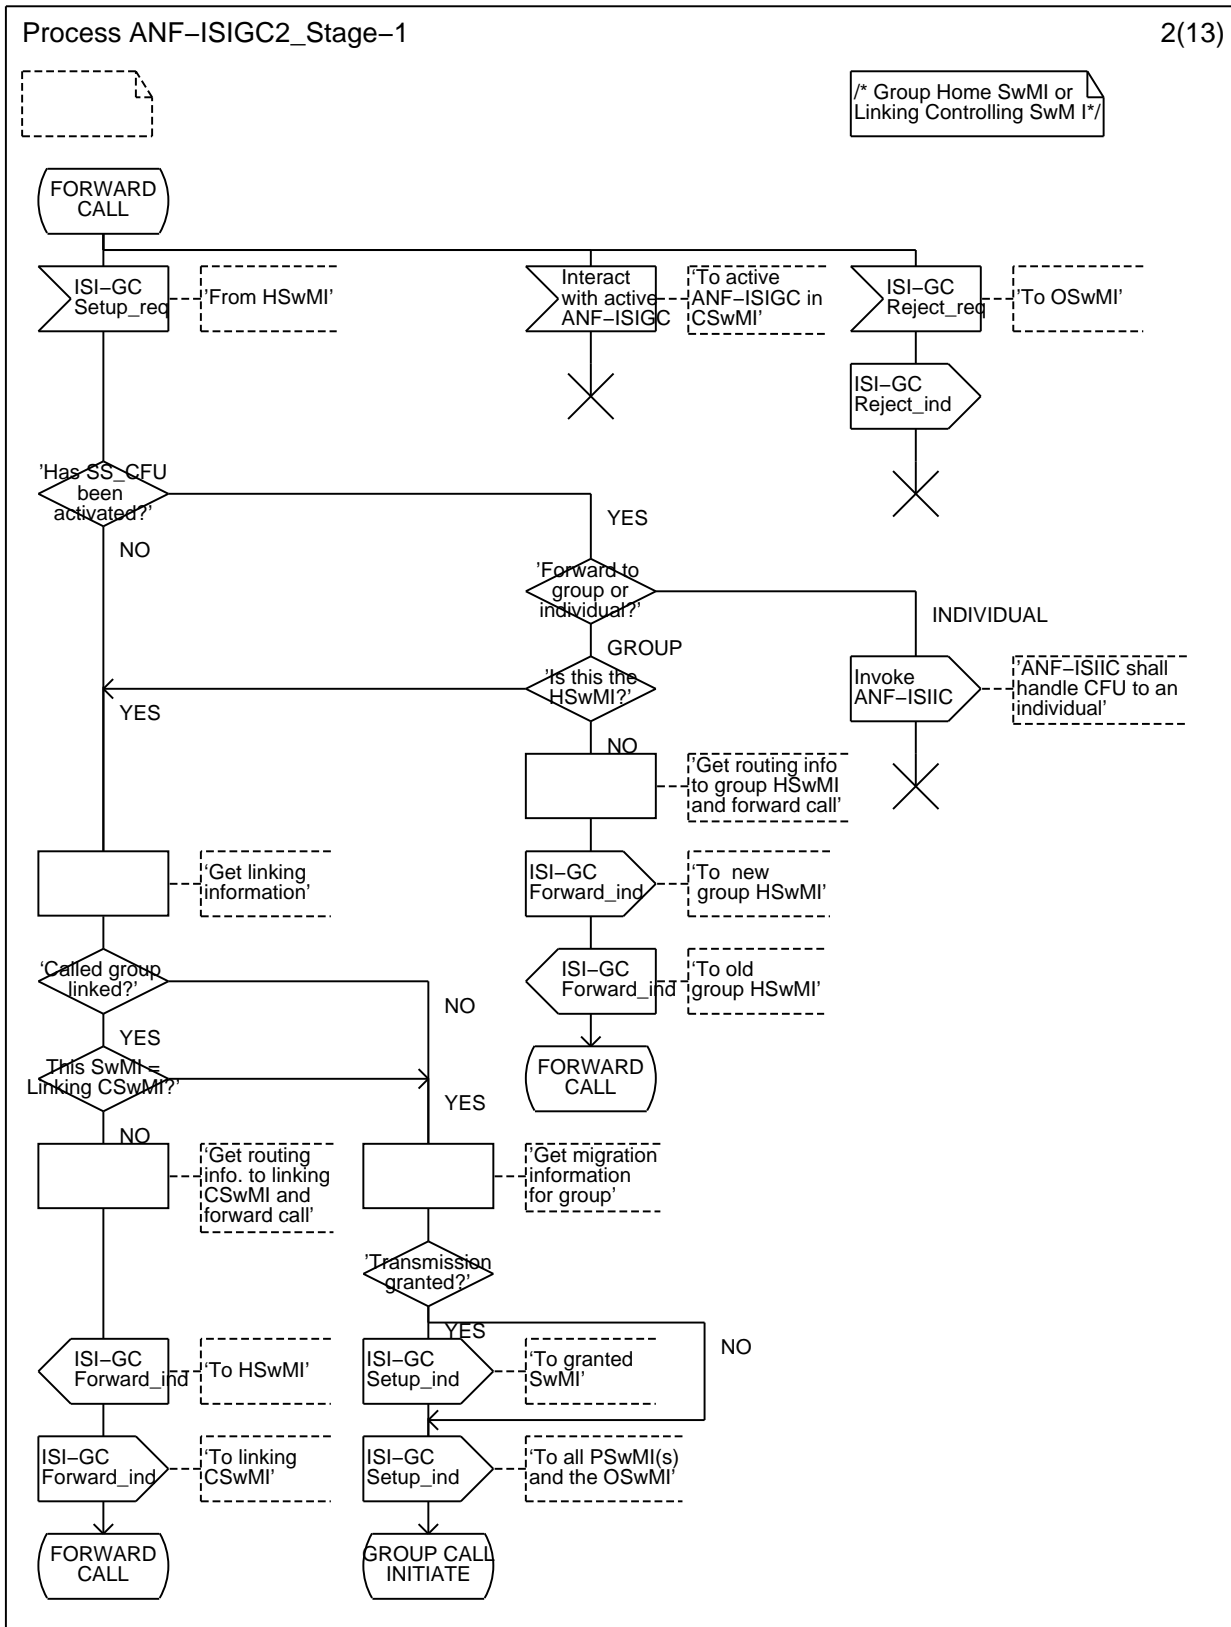 Process ANF–ISIGC2_Stage–1
2(13)
/* Group Home SwMI or
Linking Controlling SwM I*/
FORWARD
CALL
ISI–GC
Setup_req
'From HSwMI'
Interact
with active
ANF–ISIGC
'To active
ANF–ISIGC in
CSwMI'
ISI–GC
Reject_req
'To OSwMI'
ISI–GC
Reject_ind
'Has SS_CFU
been
activated?'
YES
NO
'Forward to
group or
individual?'
INDIVIDUAL
GROUP
'Is this the
HSwMI?'
YES
Invoke
ANF–ISIIC
'ANF–ISIIC shall
handle CFU to an
individual'
NO
'Get routing info
to group HSwMI
and forward call'
'Get linking
information'
ISI–GC
Forward_ind
'To  new
group HSwMI'
'Called group
linked?'
ISI–GC
Forward_ind
'To old
group HSwMI'
NO
YES
This SwMI =
Linking CSwMI?'
FORWARD
CALL
YES
NO
'Get routing
info. to linking
CSwMI and
forward call'
'Get migration
information
for group'
'Transmission
granted?'
YES
NO
ISI–GC
Forward_ind
'To HSwMI'
ISI–GC
Setup_ind
'To granted
SwMI'
ISI–GC
Forward_ind
'To linking
CSwMI'
ISI–GC
Setup_ind
'To all PSwMI(s)
and the OSwMI'
FORWARD
CALL
GROUP CALL
INITIATE